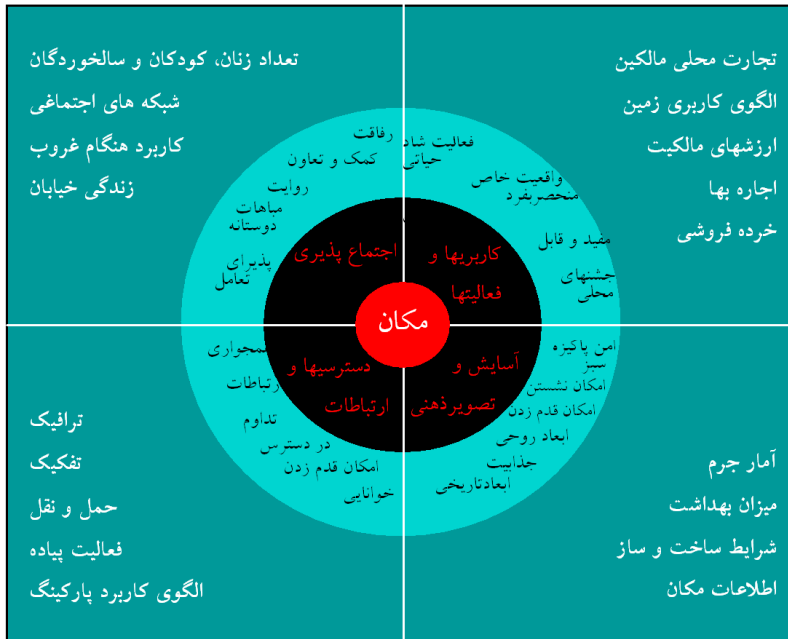 تجارت محلی مالکین
الگوی کاربری زمین
ارزشهای مالکیت
اجاره بها
خرده فروشی
تعداد زنان، کودکان و سالخوردگان
شبکه های اجتماغی
کاربرد هنگام غروب
زندگی خیابان
فعالیت شاد
حیاتی
واقعیت خاص
منحصربفرد
مفید و قابل
جشنهای
محلی
رفاقت
کمک و تعاون
روایت
مباهات
دوستانه
پذیرای
تعامل
کاربریها و
فعالیتها
اجتماع پذیری
مکان
آسایش و
تصویرذهنی
دسترسیها و
ارتباطات
امن پاکیزه
سبز
امکان نشستن
امکان قدم زدن
ابعاد روحی
جذابیت
ابعادتاریخی
همجواری
ارتباطات
تداوم
در دسترس
امکان قدم زدن
خوانایی
آمار جرم
میزان بهداشت
شرایط ساخت و ساز
اطلاعات مکان
ترافیک
تفکیک
حمل و نقل
فعالیت پیاده
الگوی کاربرد پارکینگ